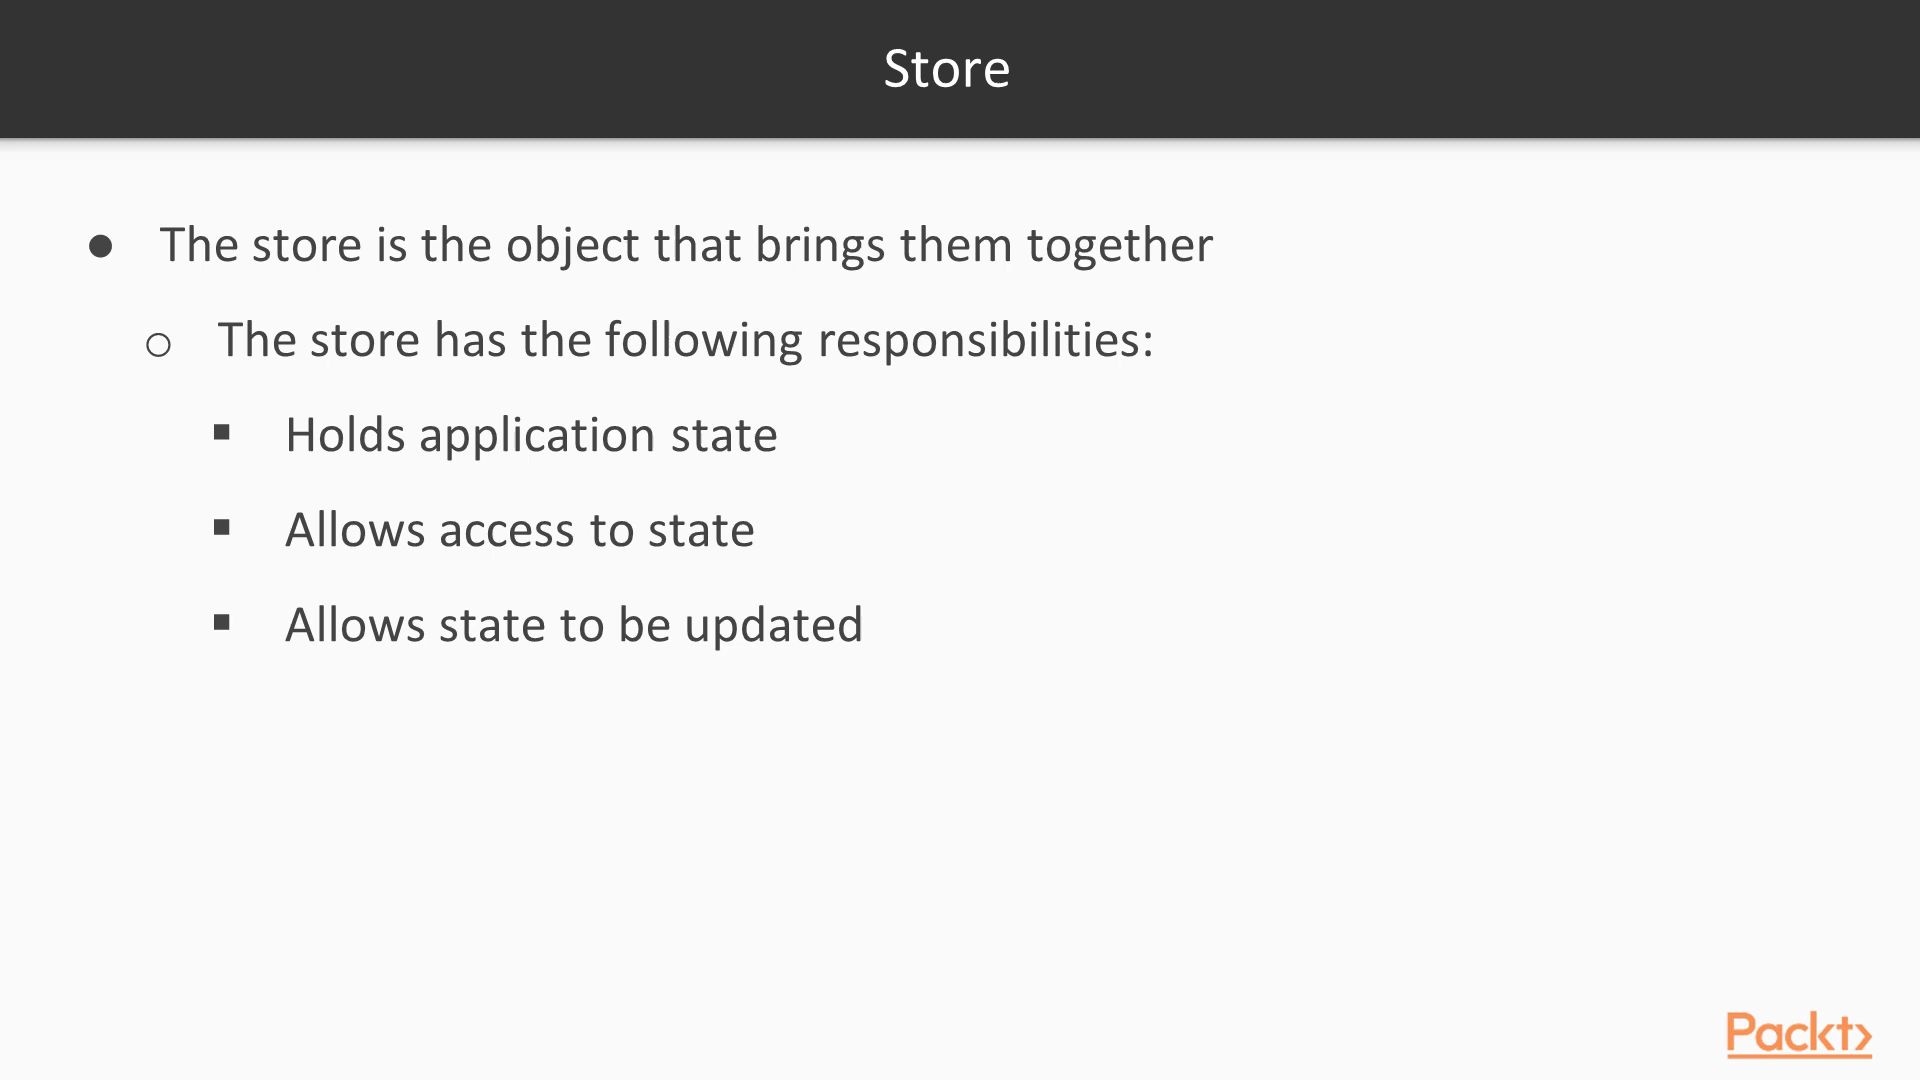 Store
● The store is the object that brings them together
○ The store has the following responsibilities:
▪ Holds application state
▪ Allows access to state
▪ Allows state to be updated
Packt>